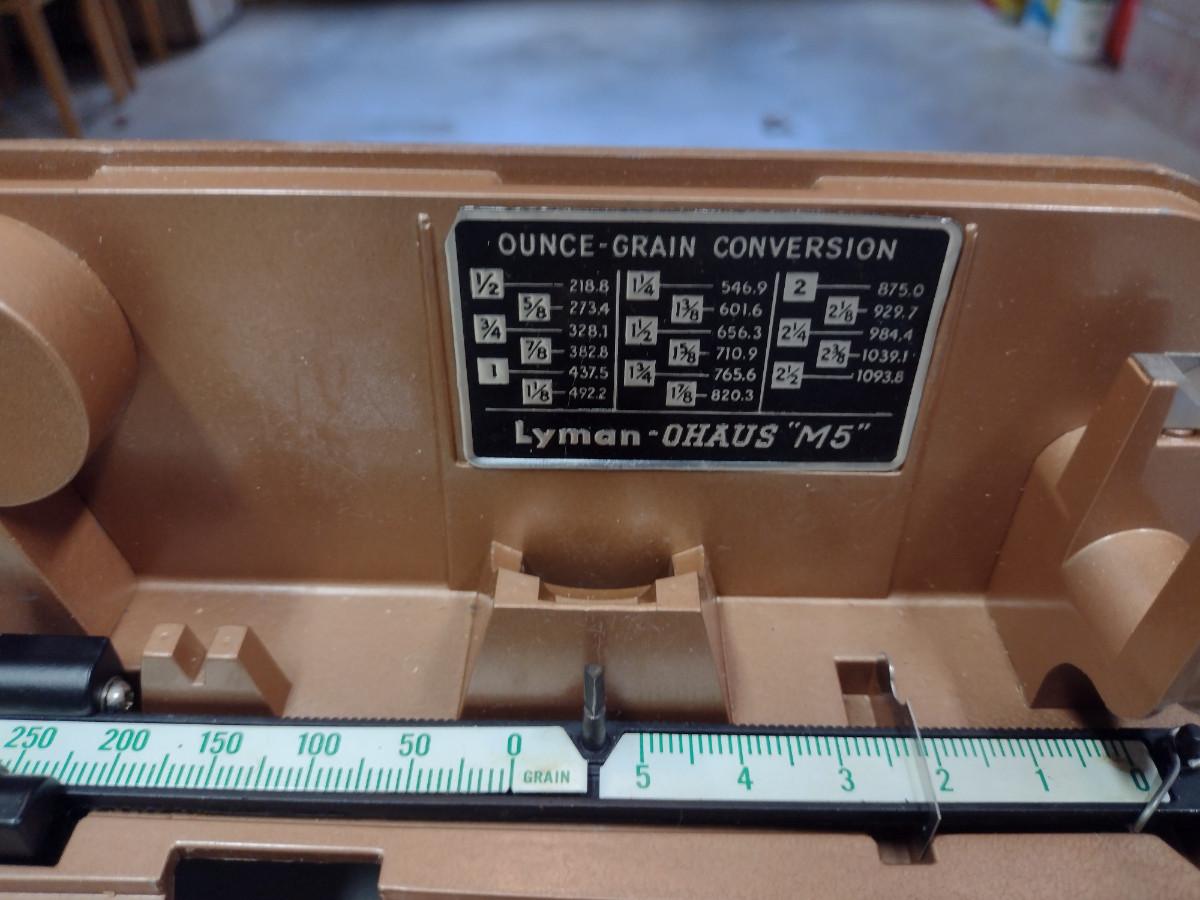 OUNCE-GRAIN CONVERSION
1/2 218.8 1 1/4 546.9 2 875.0
5/8 273.4 1 3/8 601.6 2 1/8 929.7
3/4 328.1 1 1/2 656.3 2 1/4 984.4
7/8 382.8 1 5/8 710.9 2 3/8 1039.1
1 437.5 1 3/4 765.6 2 1/2 1093.8
1 1/8 492.2 1 7/8 820.3
Lyman-OHAUS "M5"
250 200 150 100 50 0
GRAIN
5 4 3 2 1 0